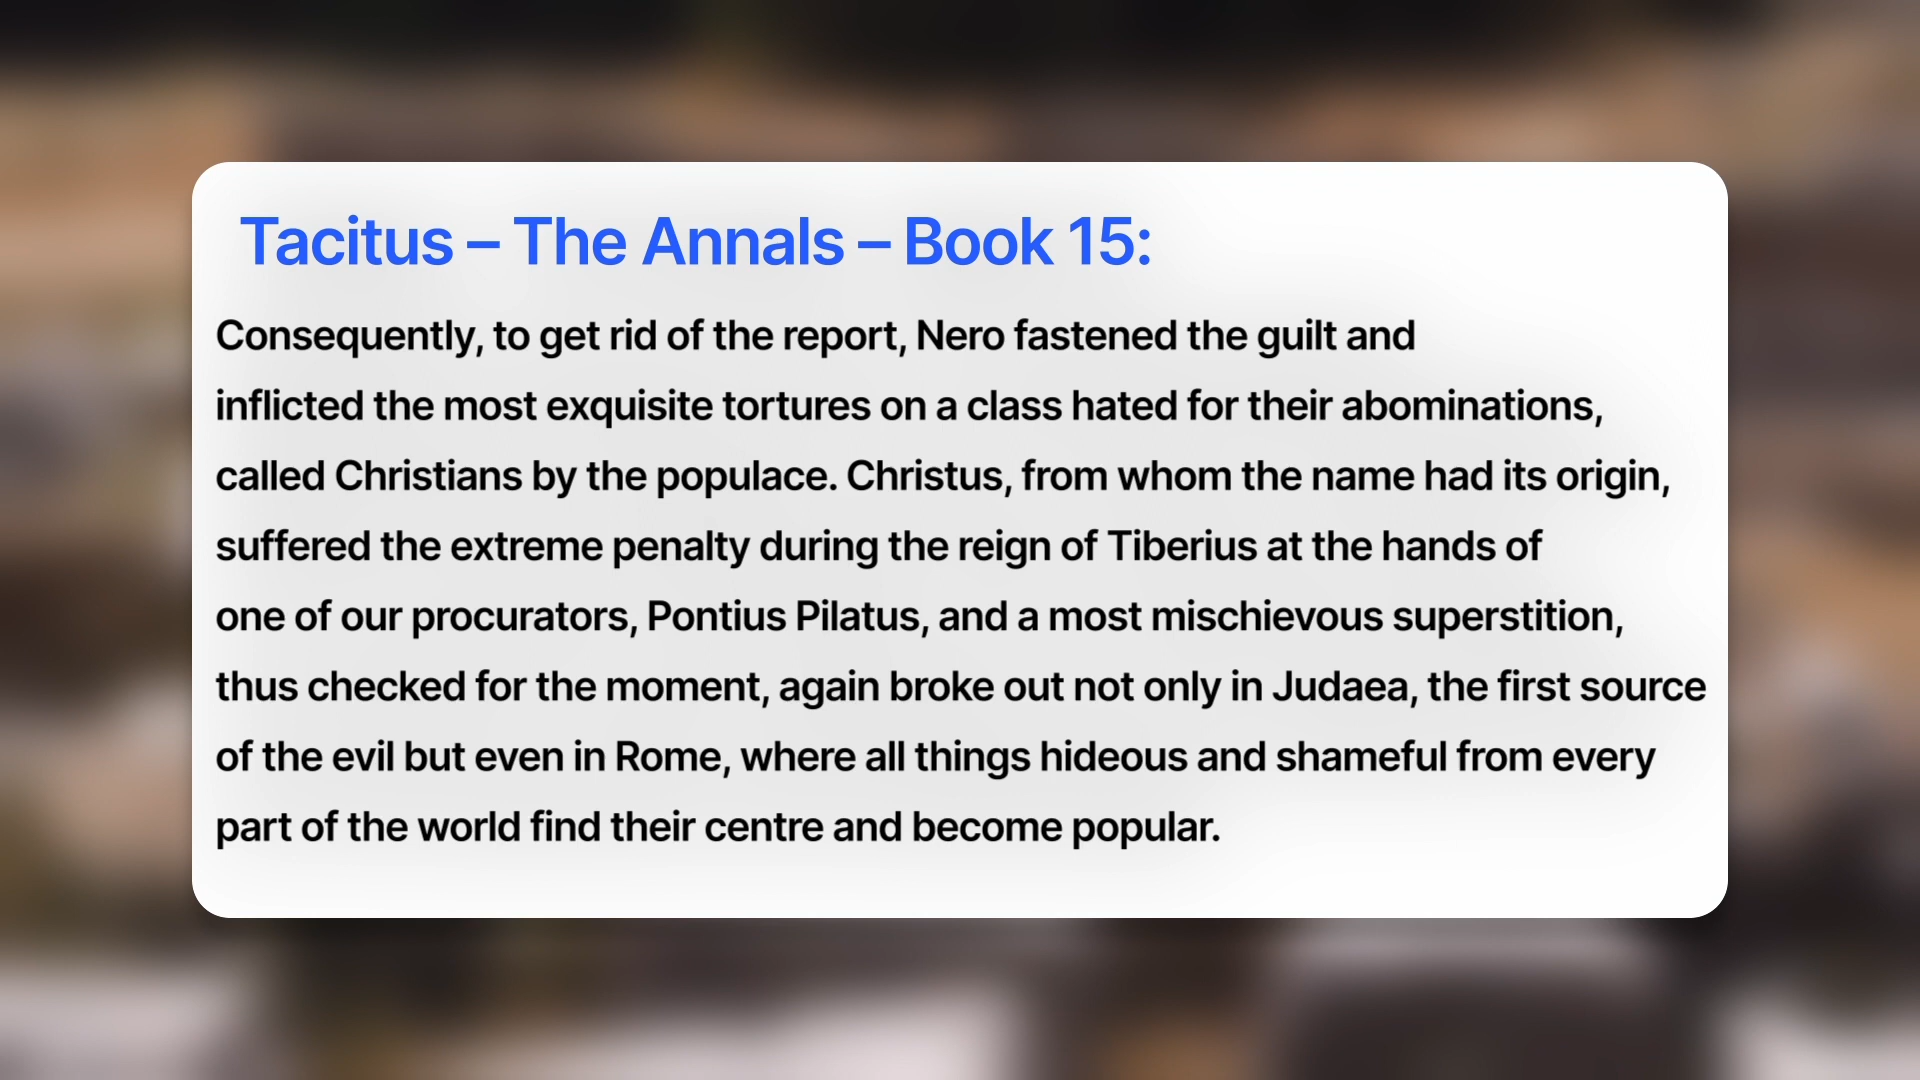 Tacitus – The Annals – Book 15:
Consequently, to get rid of the report, Nero fastened the guilt and
inflicted the most exquisite tortures on a class hated for their abominations,
called Christians by the populace. Christus, from whom the name had its origin,
suffered the extreme penalty during the reign of Tiberius at the hands of
one of our procurators, Pontius Pilatus, and a most mischievous superstition,
thus checked for the moment, again broke out not only in Judaea, the first source
of the evil but even in Rome, where all things hideous and shameful from every
part of the world find their centre and become popular.